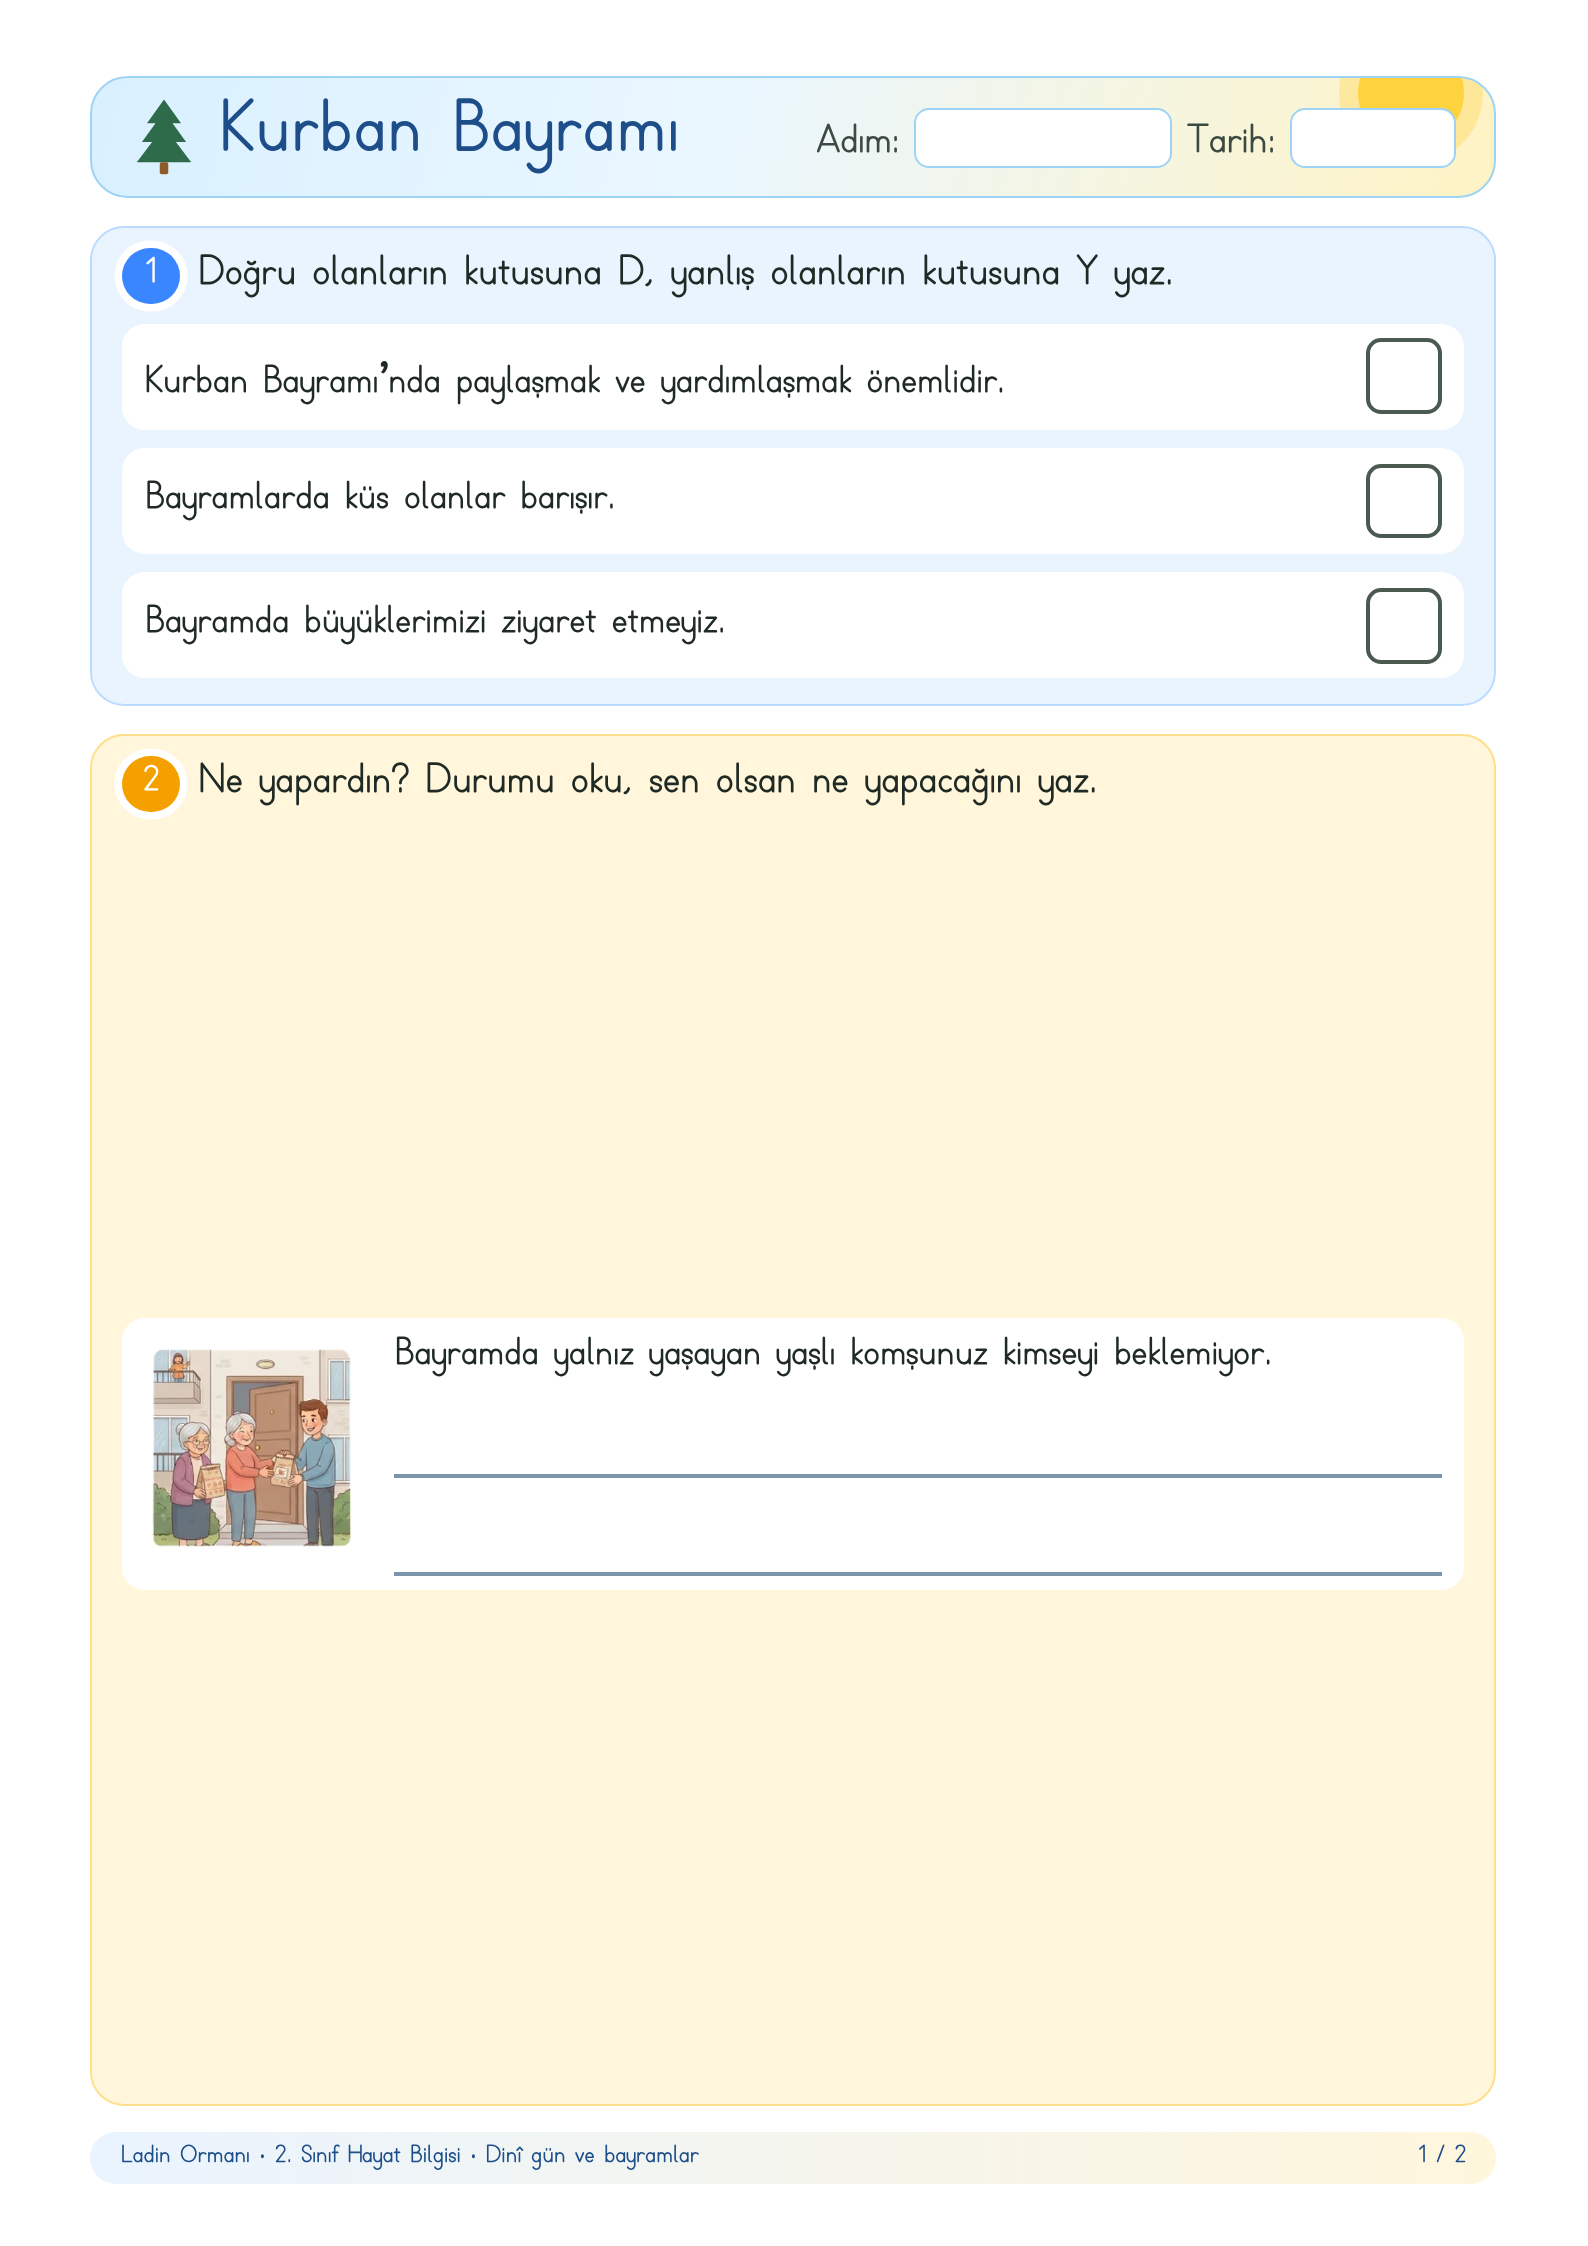 Kurban Bayramı
Adım:
Tarih:
1 Doğru olanların kutusuna D, yanlış olanların kutusuna Y yaz.
Kurban Bayramı’nda paylaşmak ve yardımlaşmak önemlidir.
Bayramlarda küs olanlar barışır.
Bayramda büyüklerimizi ziyaret etmeyiz.
2 Ne yapardın? Durumu oku, sen olsan ne yapacağını yaz.
Bayramda yalnız yaşayan yaşlı komşunuz kimseyi beklemiyor.
Ladin Ormanı • 2. Sınıf Hayat Bilgisi • Dinî gün ve bayramlar
1 / 2